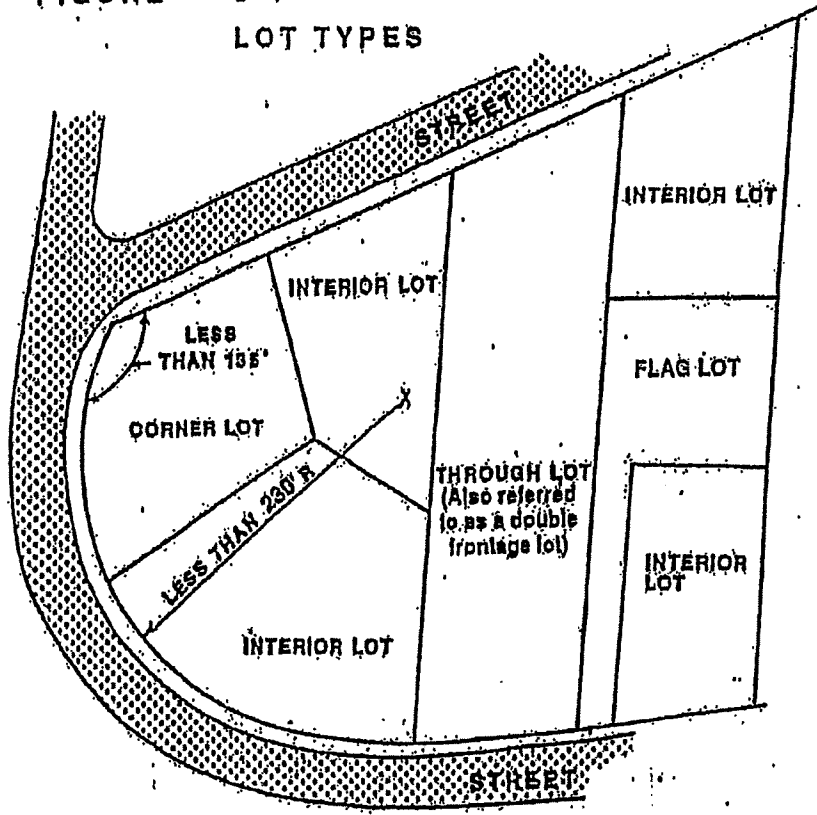 LOT TYPES
STREET
INTERIOR LOT
INTERIOR LOT
LESS
THAN 135°
FLAG LOT
CORNER LOT
THROUGH LOT
(Also referred
to as a double
frontage lot)
LESS THAN 230' R
INTERIOR
LOT
INTERIOR LOT
STREET